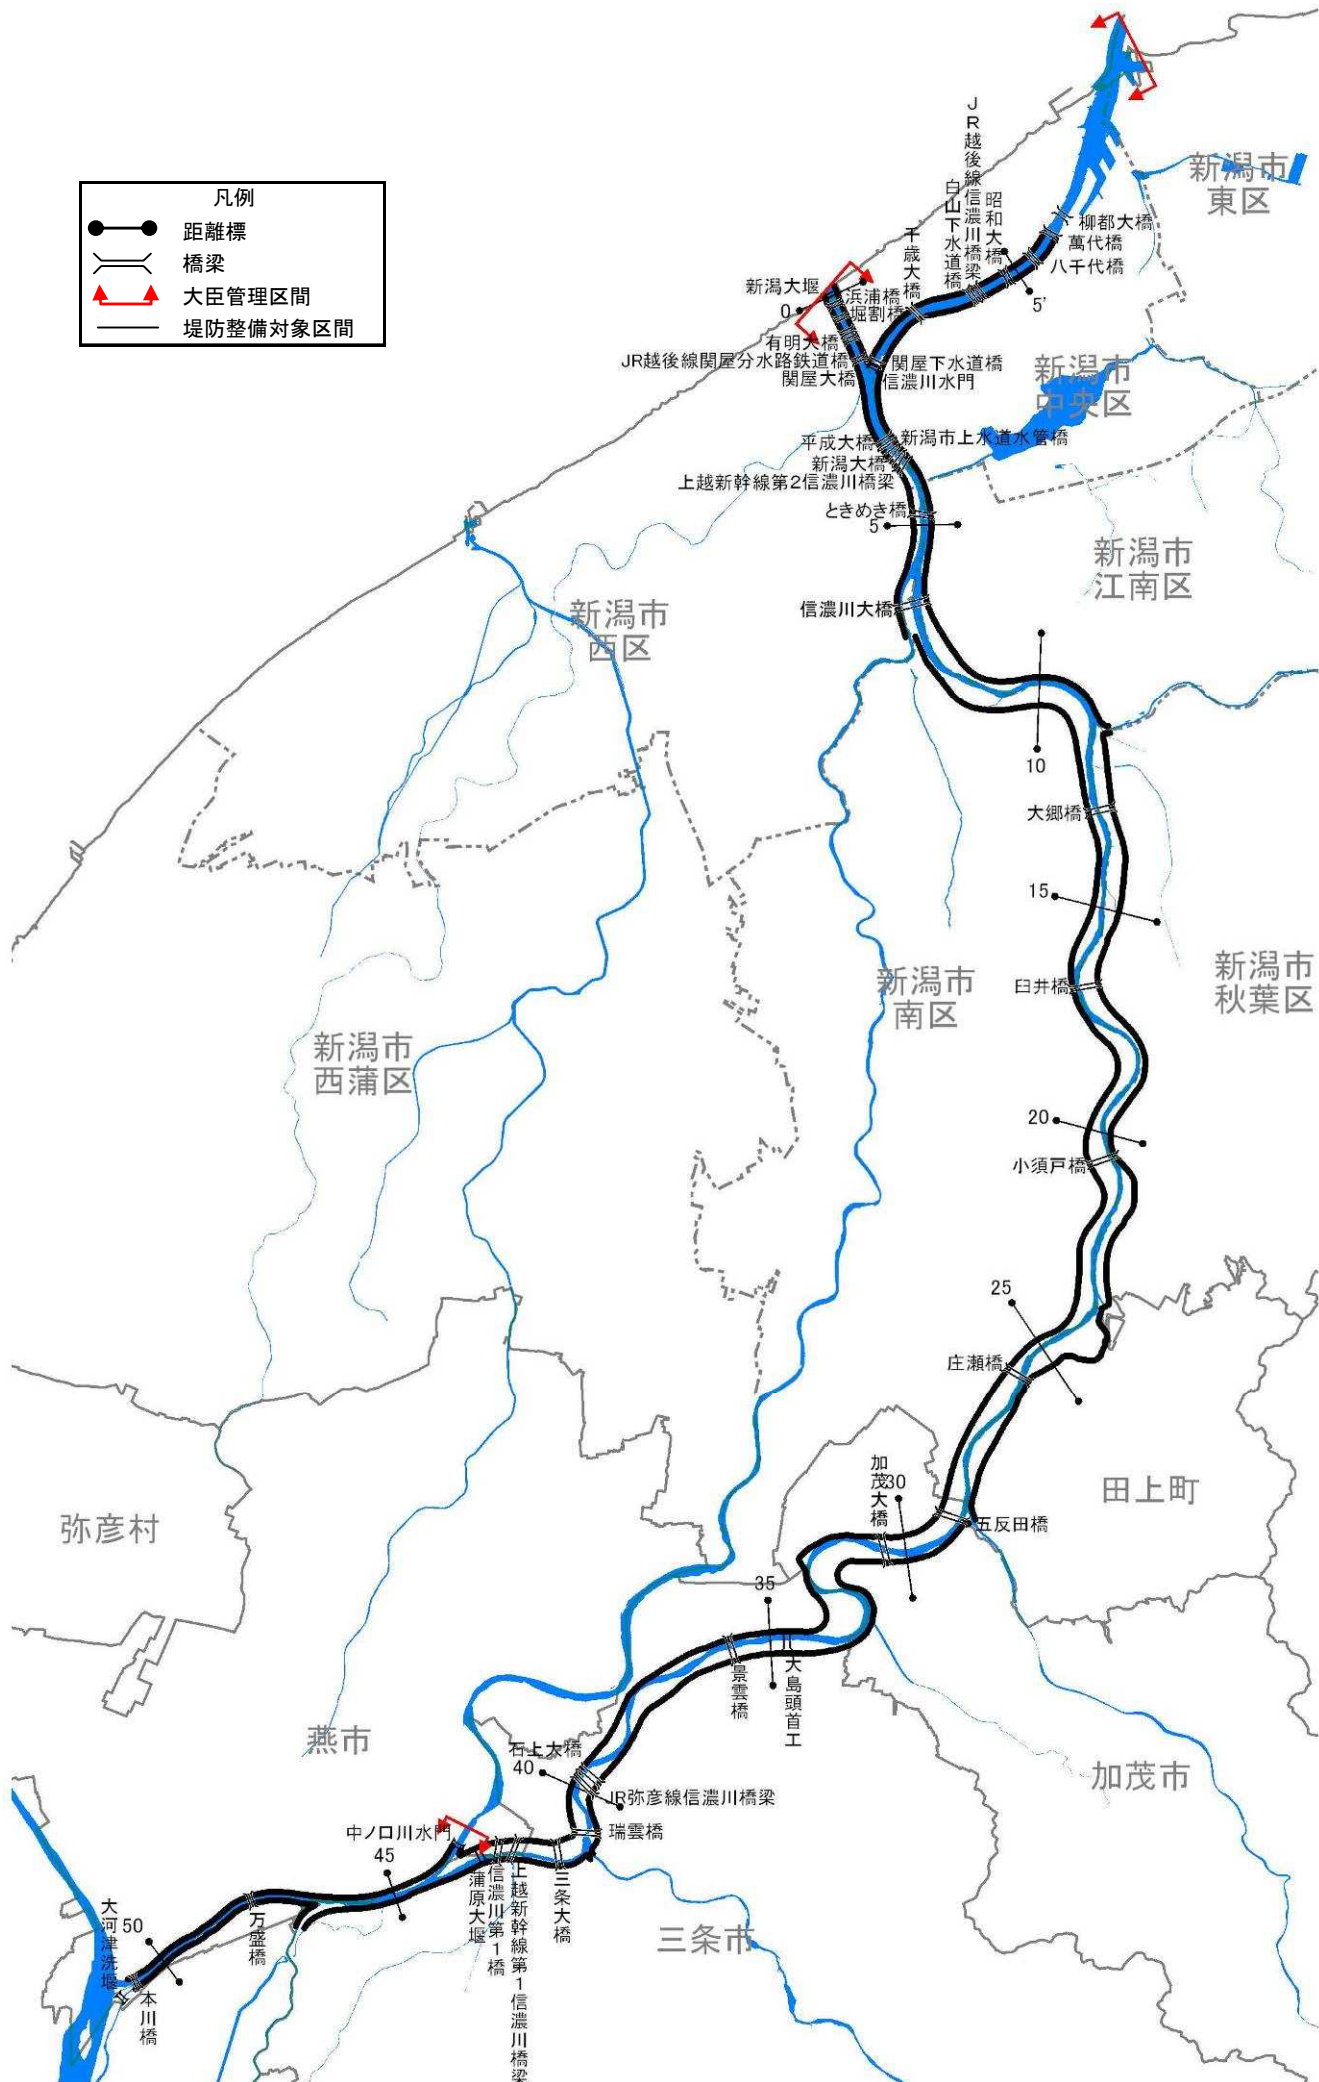 凡例
距離標
橋梁
大臣管理区間
堤防整備対象区間
新潟市
東区
JR越後線信濃川橋梁
白山下水道橋
昭和大橋
千歳大橋
柳都大橋
萬代橋
八千代橋
5'
新潟大堰
0
浜浦橋
堀割橋
有明大橋
JR越後線関屋分水路鉄道橋
関屋大橋
関屋下水道橋
信濃川水門
新潟市
中央区
平成大橋
新潟市上水道水管橋
新潟大橋
上越新幹線第2信濃川橋梁
ときめき橋
5
新潟市
江南区
信濃川大橋
新潟市
西区
10
大郷橋
15
臼井橋
新潟市
南区
新潟市
秋葉区
新潟市
西蒲区
20
小須戸橋
25
庄瀬橋
加茂大橋
30
五反田橋
田上町
弥彦村
35
景雲橋
大島頭首工
燕市
石上大橋
40
JR弥彦線信濃川橋梁
加茂市
瑞雲橋
中ノ口川水門
45
蒲原大堰
信濃川第1橋
上越新幹線第1信濃川橋梁
三条大橋
三条市
万盛橋
大河津洗堰
50
本川橋